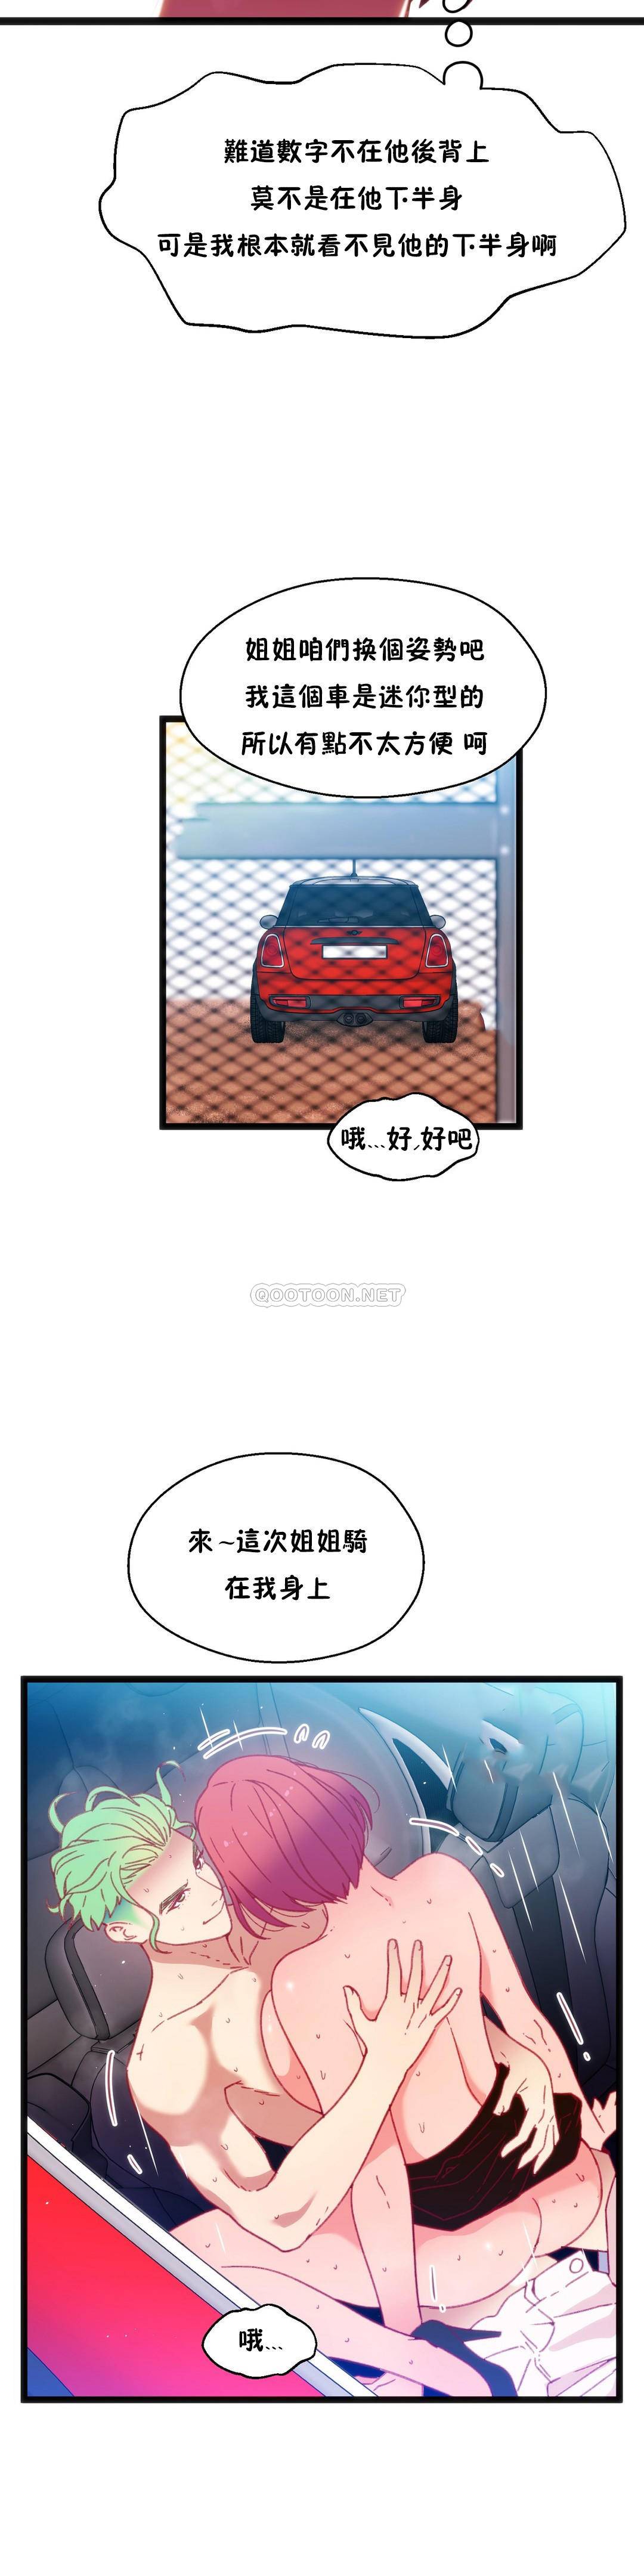 難道數字不在他後背上
莫不是在他下半身
可是我根本就看不見他的下半身啊
姐姐咱們換個姿勢吧
我這個車是迷你型的
所以有點不太方便 呵
哦...好,好吧
QOOTOON.NET
來~這次姐姐騎
在我身上
哦...